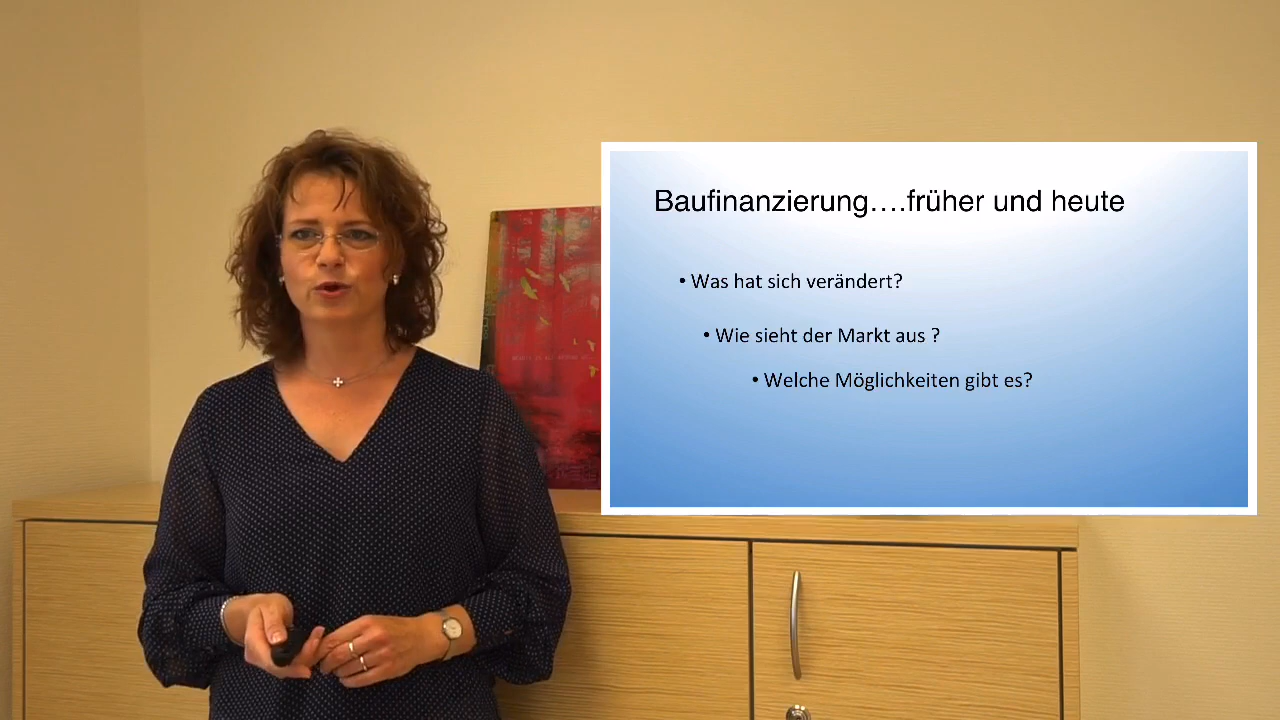 Baufinanzierung....früher und heute
• Was hat sich verändert?
• Wie sieht der Markt aus ?
• Welche Möglichkeiten gibt es?